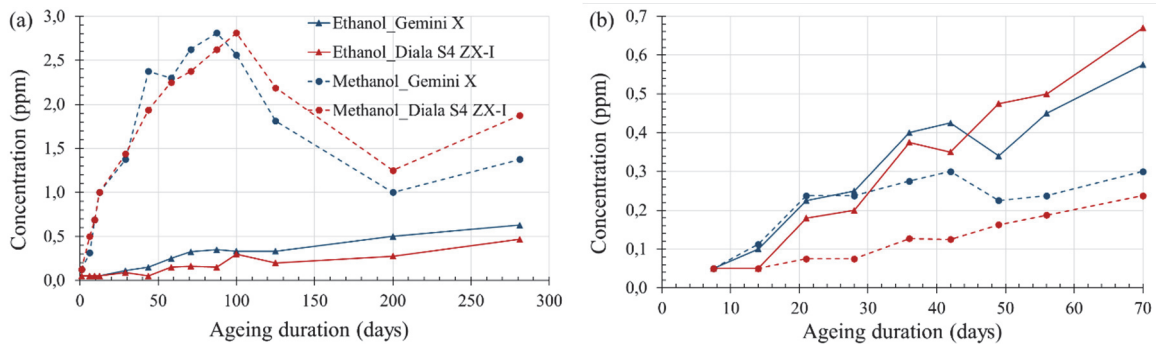 (a)
Concentration (ppm)
3,0
2,5
2,0
1,5
1,0
0,5
0,0
0 50 100 150 200 250 300
Ageing duration (days)
Ethanol_Gemini X
Ethanol_Diala S4 ZX-I
Methanol_Gemini X
Methanol_Diala S4 ZX-I
(b)
Concentration (ppm)
0,7
0,6
0,5
0,4
0,3
0,2
0,1
0,0
0 10 20 30 40 50 60 70
Ageing duration (days)